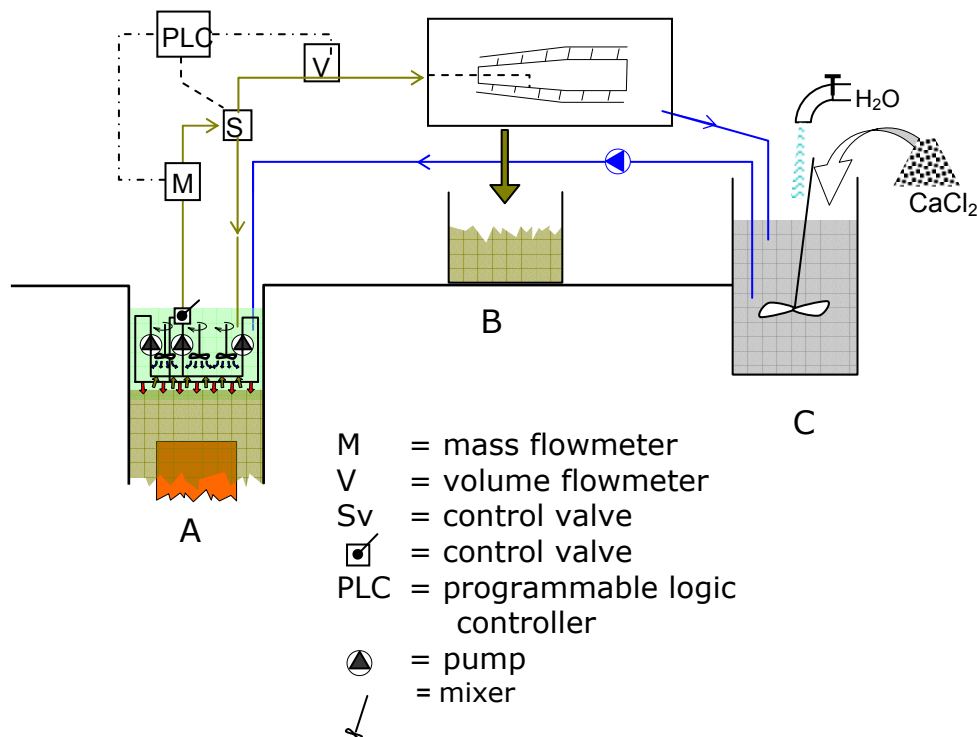 PLC
V
S
M
H₂O
CaCl₂
B
C
A
M = mass flowmeter
V = volume flowmeter
Sv = control valve
= control valve
PLC = programmable logic
controller
= pump
= mixer